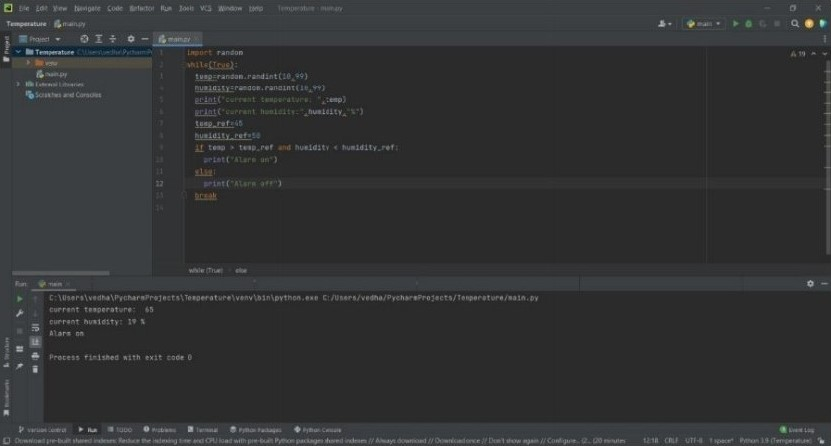 File Edit View Navigate Code Refactor Run Tools VCS Window Help Temperature - main.py
Temperature main.py main
Project main.py
Temperature C:\Users\vedha\PycharmPr
venv
main.py
External Libraries
Scratches and Consoles
19
1 import random
2 while(True):
3 temp=random.randint(10,99)
4 humidity=random.randint(10,99)
5 print("current temperature: ",temp)
6 print("current humidity:",humidity,"%")
7 temp_ref=45
8 humidity_ref=50
9 if temp > temp_ref and humidity < humidity_ref:
10 print("Alarm on")
11 else:
12 print("Alarm off")
13 break
14
while (True) › else
Run: main
C:\Users\vedha\PycharmProjects\Temperature\venv\bin\python.exe C:/Users/vedha/PycharmProjects/Temperature/main.py
current temperature:  65
current humidity: 19 %
Alarm on
Process finished with exit code 0
Project
Structure
Bookmarks
Version Control Run TODO Problems Terminal Python Packages Python Console Event Log
Download pre-built shared indexes: Reduce the indexing time and CPU load with pre-built Python packages shared indexes // Always download // Download once // Don't show again // Configure... (20 minutes 12:18 CRLF UTF-8 1 space* Python 3.9 (Temperature)